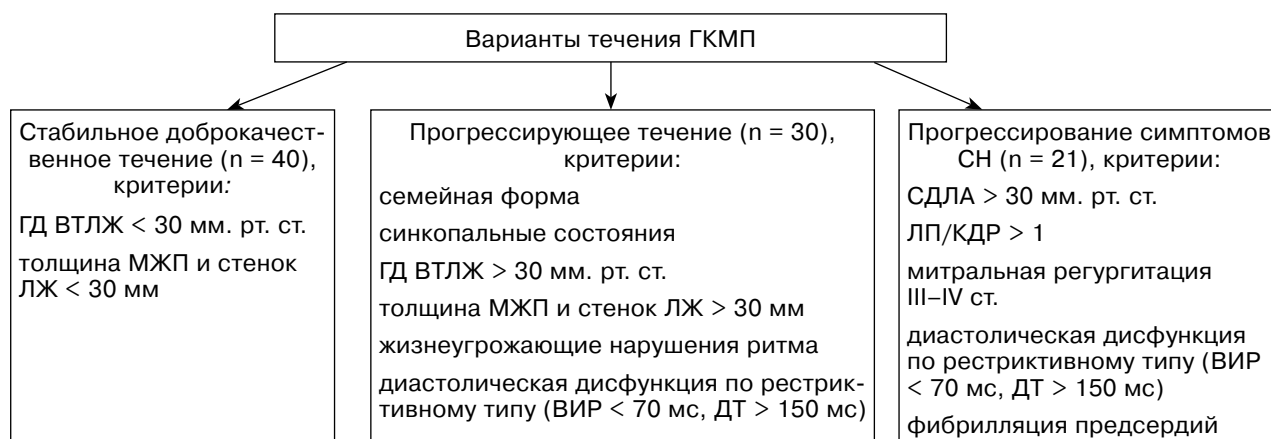 Варианты течения ГКМП
Стабильное доброкачест-
венное течение (n = 40),
критерии:
ГД ВТЛЖ < 30 мм. рт. ст.
толщина МЖП и стенок
ЛЖ < 30 мм
Прогрессирующее течение (n = 30),
критерии:
семейная форма
синкопальные состояния
ГД ВТЛЖ > 30 мм. рт. ст.
толщина МЖП и стенок ЛЖ > 30 мм
жизнеугрожающие нарушения ритма
диастолическая дисфункция по рестрик-
тивному типу (ВИР < 70 мс, ДТ > 150 мс)
Прогрессирование симптомов
СН (n = 21), критерии:
СДЛА > 30 мм. рт. ст.
ЛП/КДР > 1
митральная регургитация
III–IV ст.
диастолическая дисфункция
по рестриктивному типу (ВИР
< 70 мс, ДТ > 150 мс)
фибрилляция предсердий